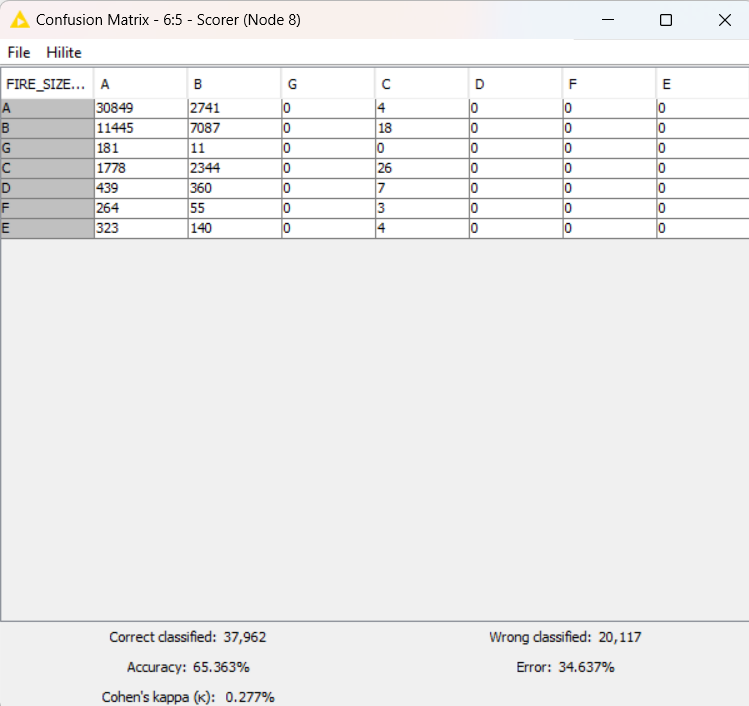 Confusion Matrix - 6:5 - Scorer (Node 8)
File Hilite
FIRE_SIZE... A B G C D F E
A 30849 2741 0 4 0 0 0
B 11445 7087 0 18 0 0 0
G 181 11 0 0 0 0 0
C 1778 2344 0 26 0 0 0
D 439 360 0 7 0 0 0
F 264 55 0 3 0 0 0
E 323 140 0 4 0 0 0
Correct classified: 37,962 Wrong classified: 20,117
Accuracy: 65.363% Error: 34.637%
Cohen's kappa (κ): 0.277%